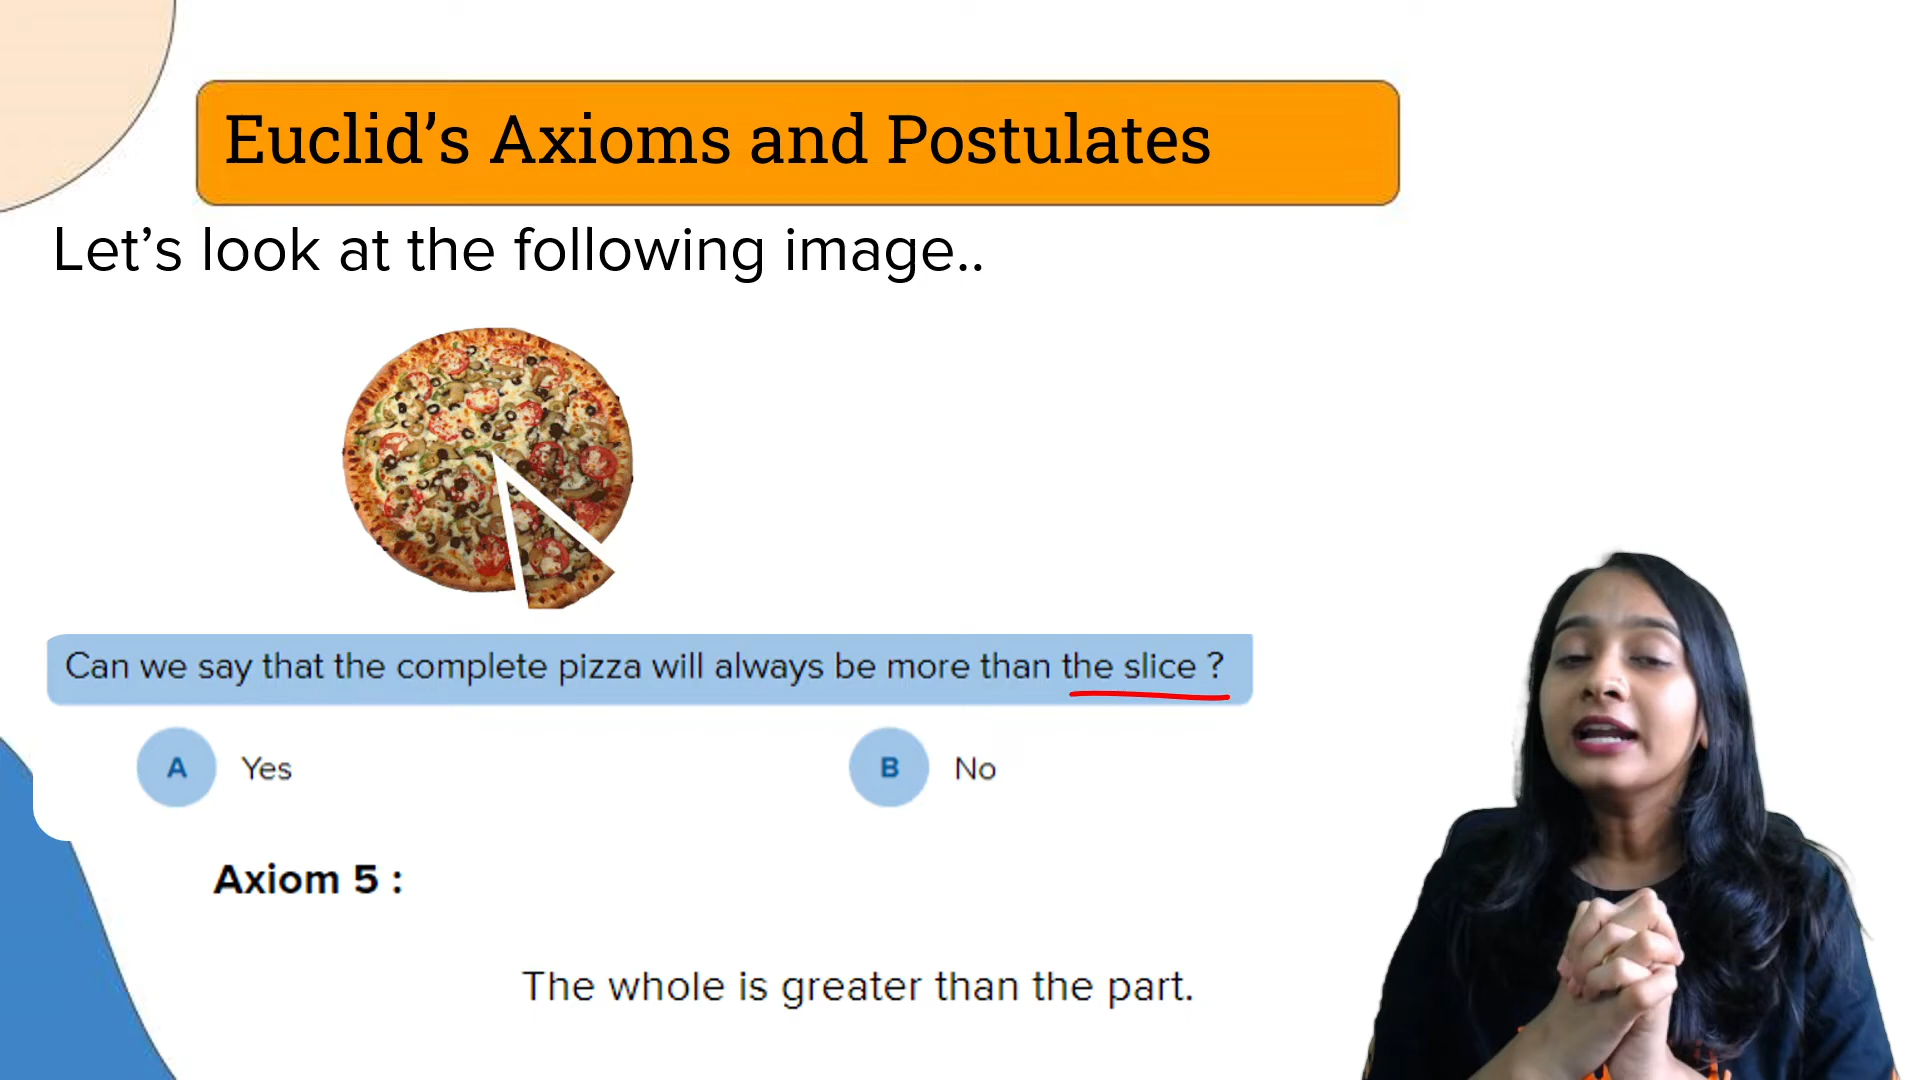 Euclid’s Axioms and Postulates
Let’s look at the following image..
Can we say that the complete pizza will always be more than the slice ?
A Yes
B No
Axiom 5 :
The whole is greater than the part.